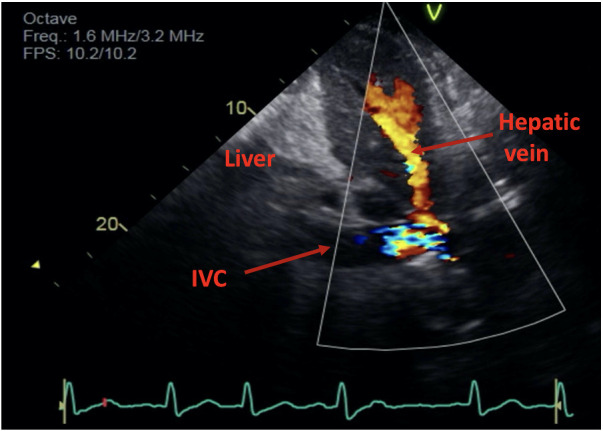 Octave
Freq.: 1.6 MHz/3.2 MHz
FPS: 10.2/10.2
V
10
Hepatic
vein
Liver
20
IVC